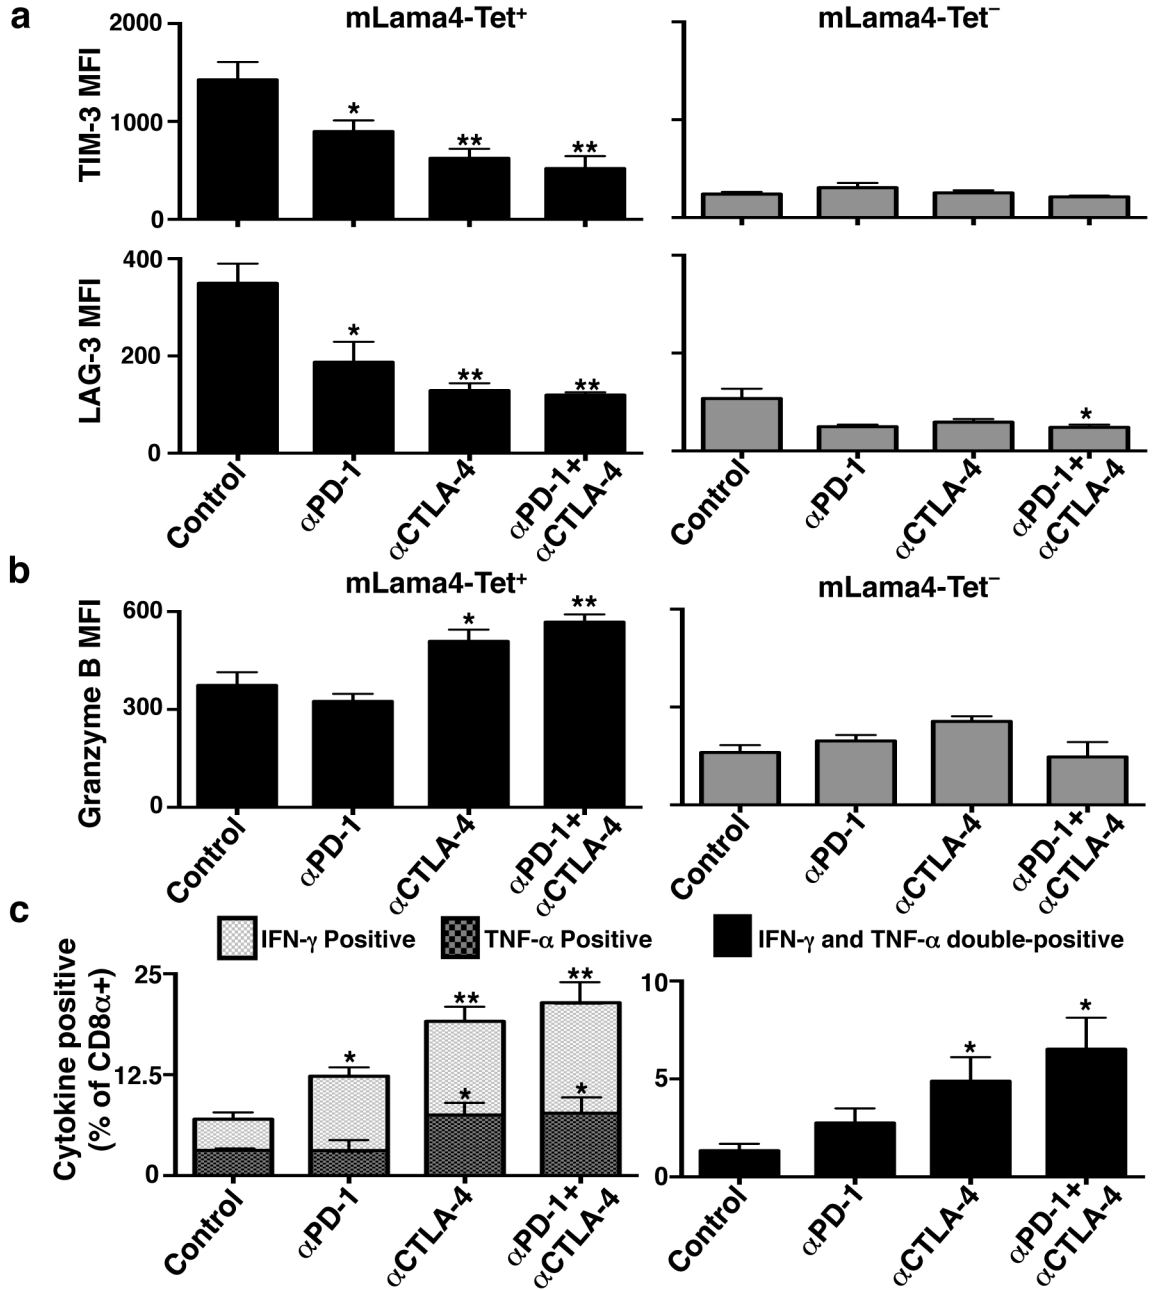 a
mLama4-Tet⁺
mLama4-Tet⁻
TIM-3 MFI
2000
1000
0
*
**
**
LAG-3 MFI
400
200
0
*
**
**
*
Control
αPD-1
αCTLA-4
αPD-1+
αCTLA-4
Control
αPD-1
αCTLA-4
αPD-1+
αCTLA-4
b
mLama4-Tet⁺
mLama4-Tet⁻
Granzyme B MFI
600
300
0
*
**
Control
αPD-1
αCTLA-4
αPD-1+
αCTLA-4
Control
αPD-1
αCTLA-4
αPD-1+
αCTLA-4
c
IFN-γ Positive
TNF-α Positive
IFN-γ and TNF-α double-positive
Cytokine positive
(% of CD8α+)
25
12.5
0
*
**
*
**
*
10
5
0
*
*
Control
αPD-1
αCTLA-4
αPD-1+
αCTLA-4
Control
αPD-1
αCTLA-4
αPD-1+
αCTLA-4